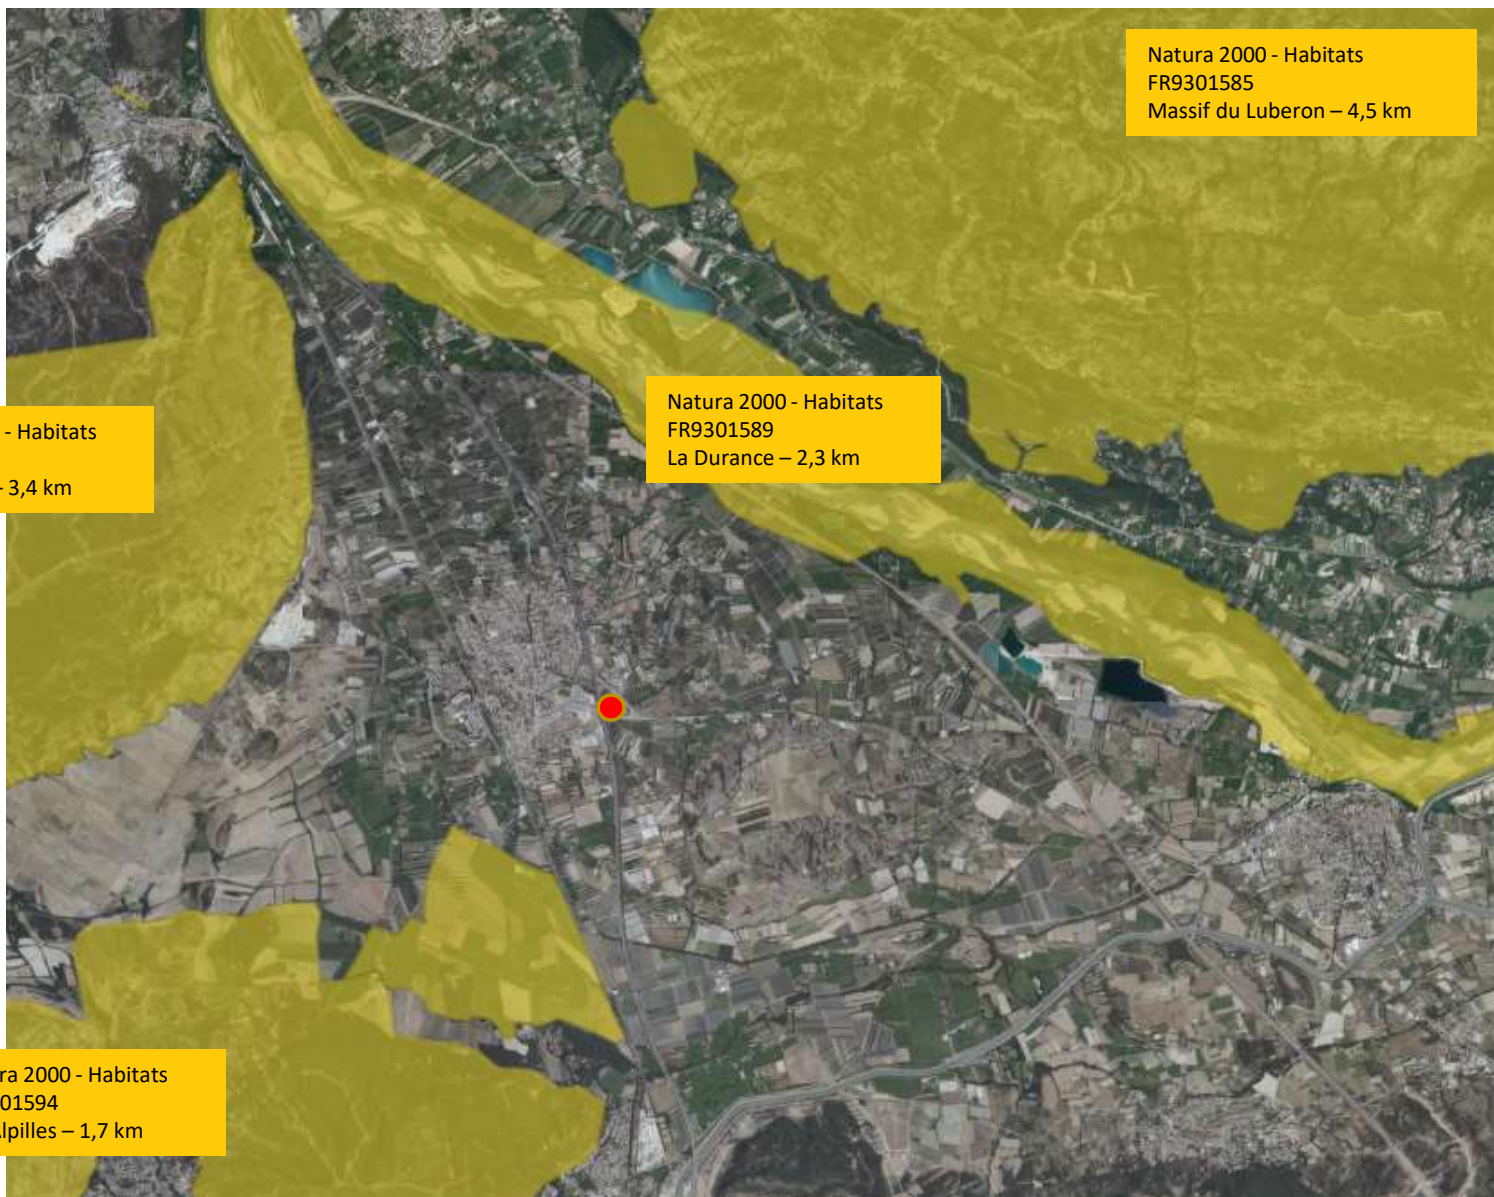 Natura 2000 - Habitats
FR9301585
Massif du Luberon – 4,5 km
Natura 2000 - Habitats
FR9301589
La Durance – 2,3 km
- Habitats
- 3,4 km
ra 2000 - Habitats
01594
Alpilles – 1,7 km